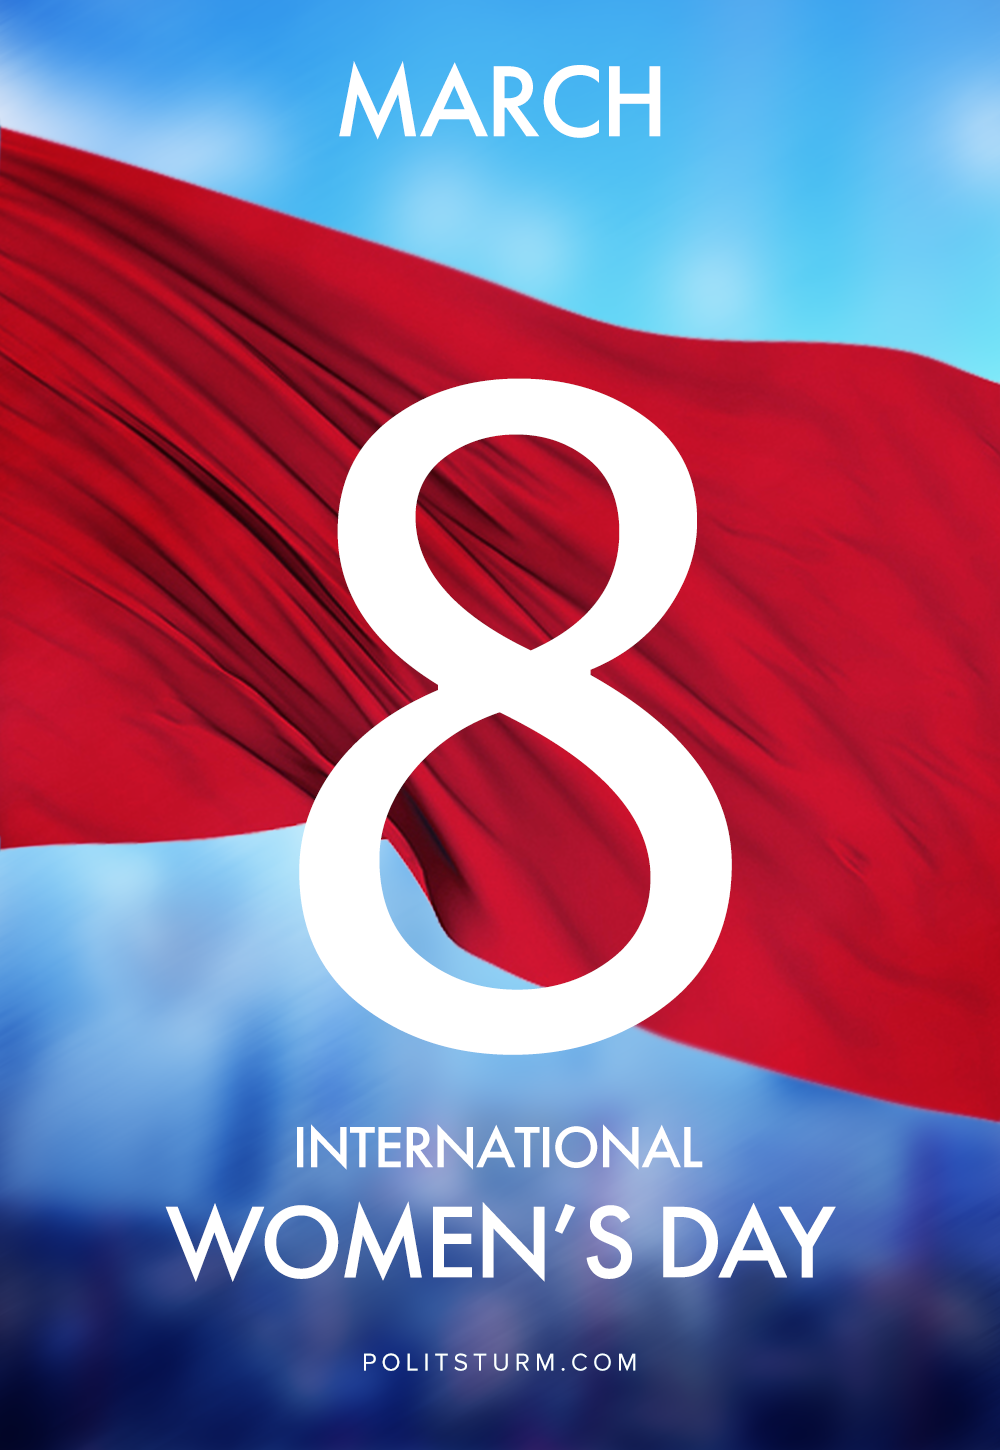 MARCH
8
INTERNATIONAL
WOMEN’S DAY
POLITSTURM.COM